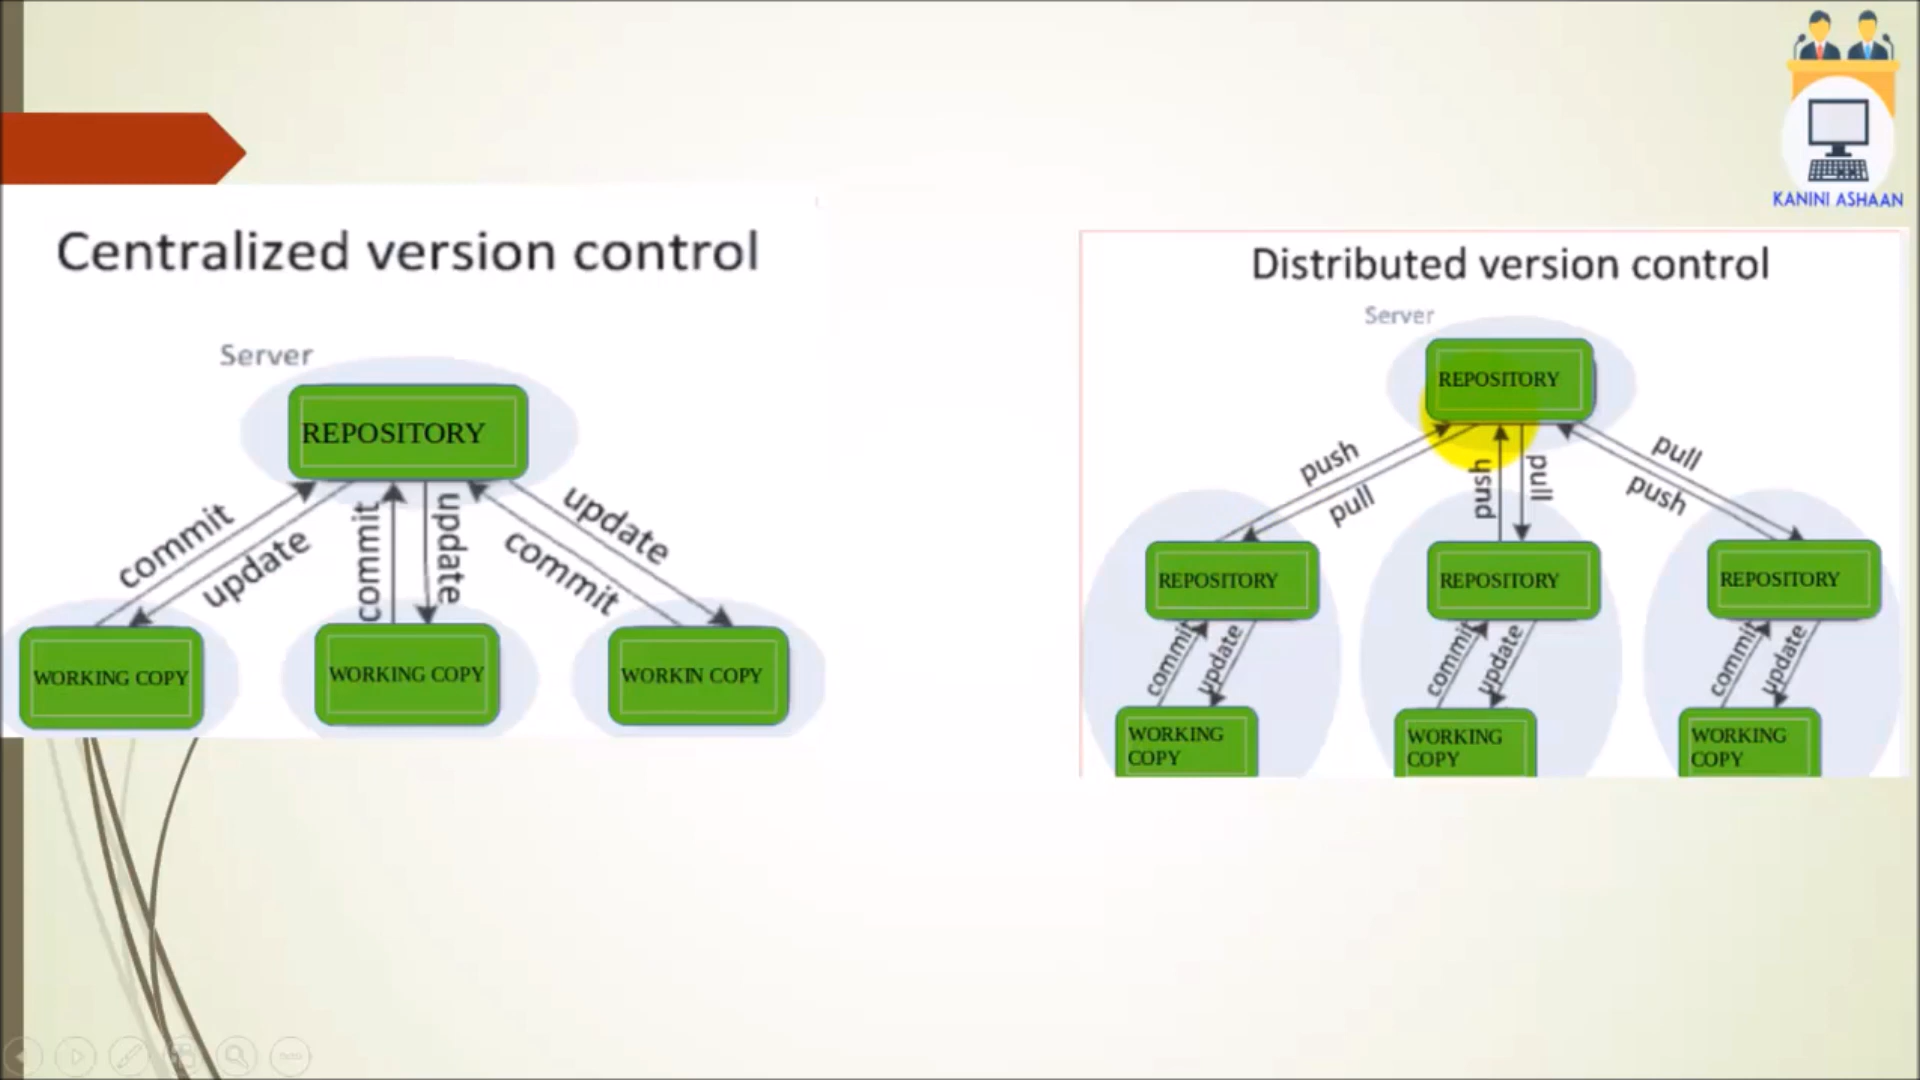 KANINI ASHAAN
Centralized version control
Server
REPOSITORY
commit
update
commit
update
update
commit
WORKING COPY
WORKING COPY
WORKIN COPY
Distributed version control
Server
REPOSITORY
push
pull
push
pull
pull
push
REPOSITORY
REPOSITORY
REPOSITORY
commit
update
commit
update
commit
update
WORKING
COPY
WORKING
COPY
WORKING
COPY